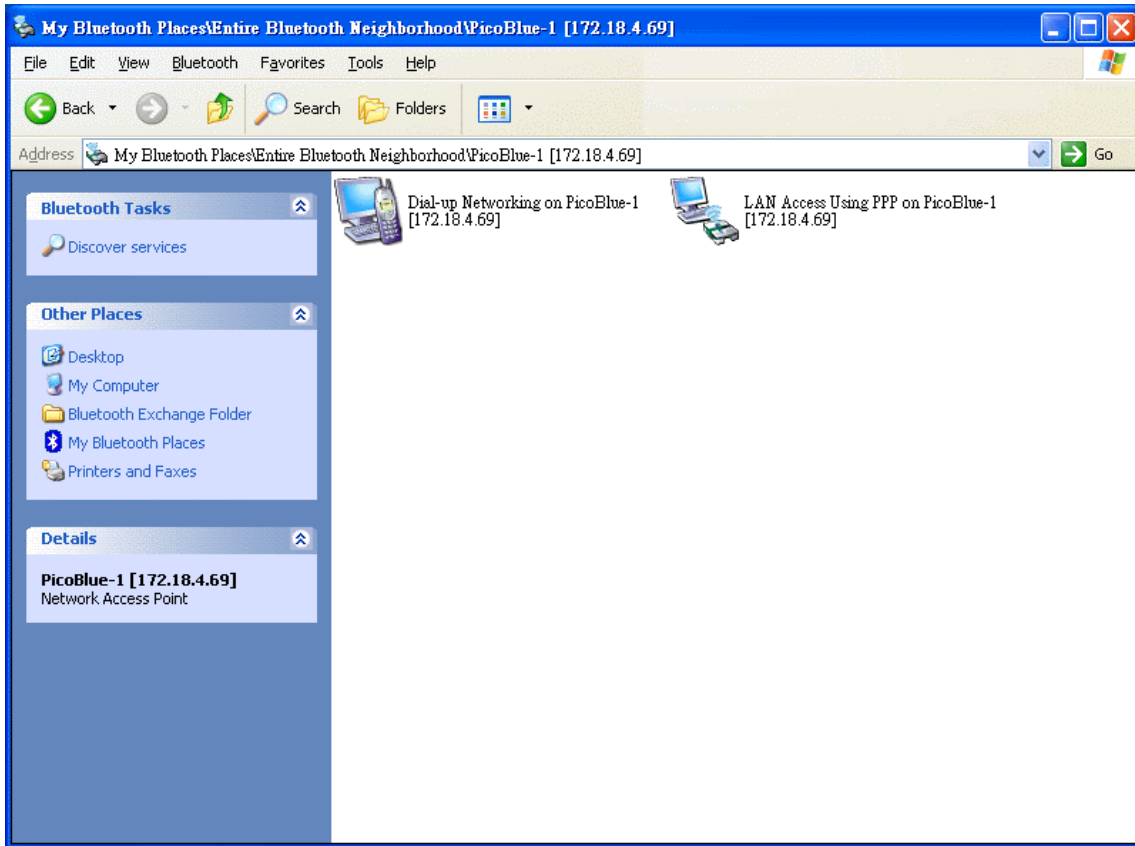 My Bluetooth Places\Entire Bluetooth Neighborhood\PicoBlue-1 [172.18.4.69]
File Edit View Bluetooth Favorites Tools Help
Back Search Folders
Address My Bluetooth Places\Entire Bluetooth Neighborhood\PicoBlue-1 [172.18.4.69] Go
Bluetooth Tasks
Discover services
Other Places
Desktop
My Computer
Bluetooth Exchange Folder
My Bluetooth Places
Printers and Faxes
Details
PicoBlue-1 [172.18.4.69]
Network Access Point
Dial-up Networking on PicoBlue-1
[172.18.4.69]
LAN Access Using PPP on PicoBlue-1
[172.18.4.69]